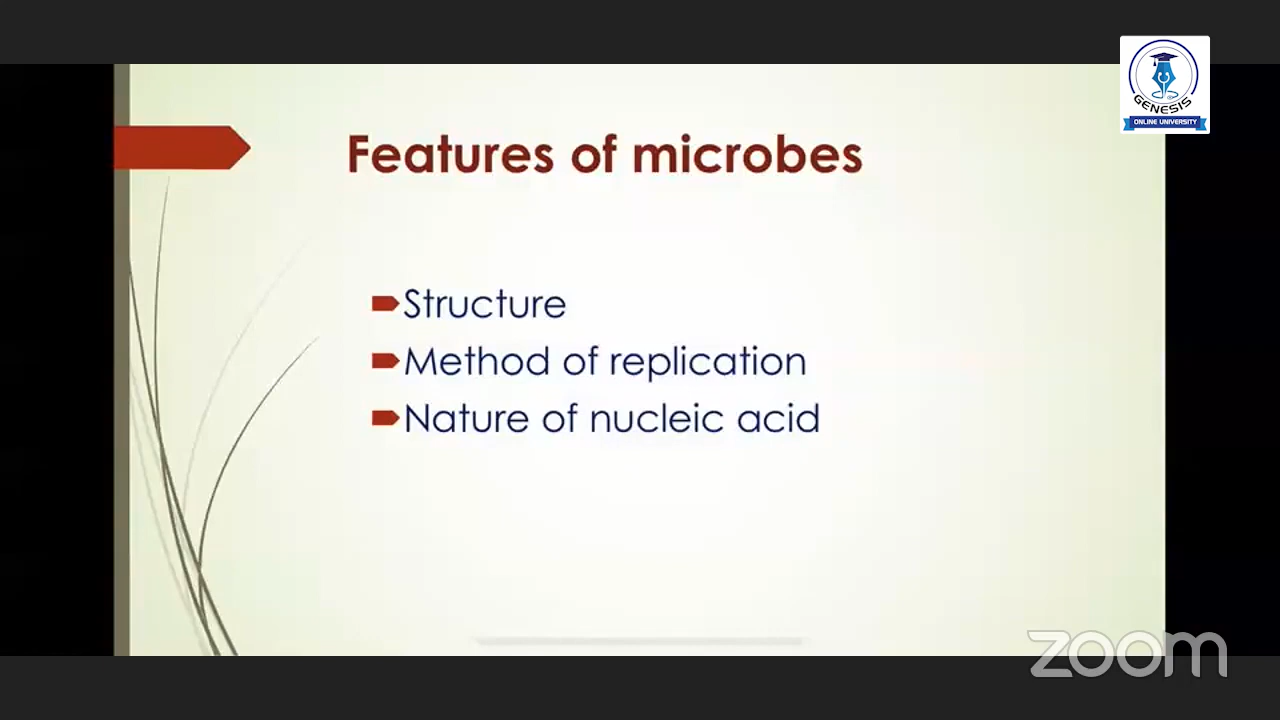 GENESIS
ONLINE UNIVERSITY
Features of microbes
Structure
Method of replication
Nature of nucleic acid
zoom